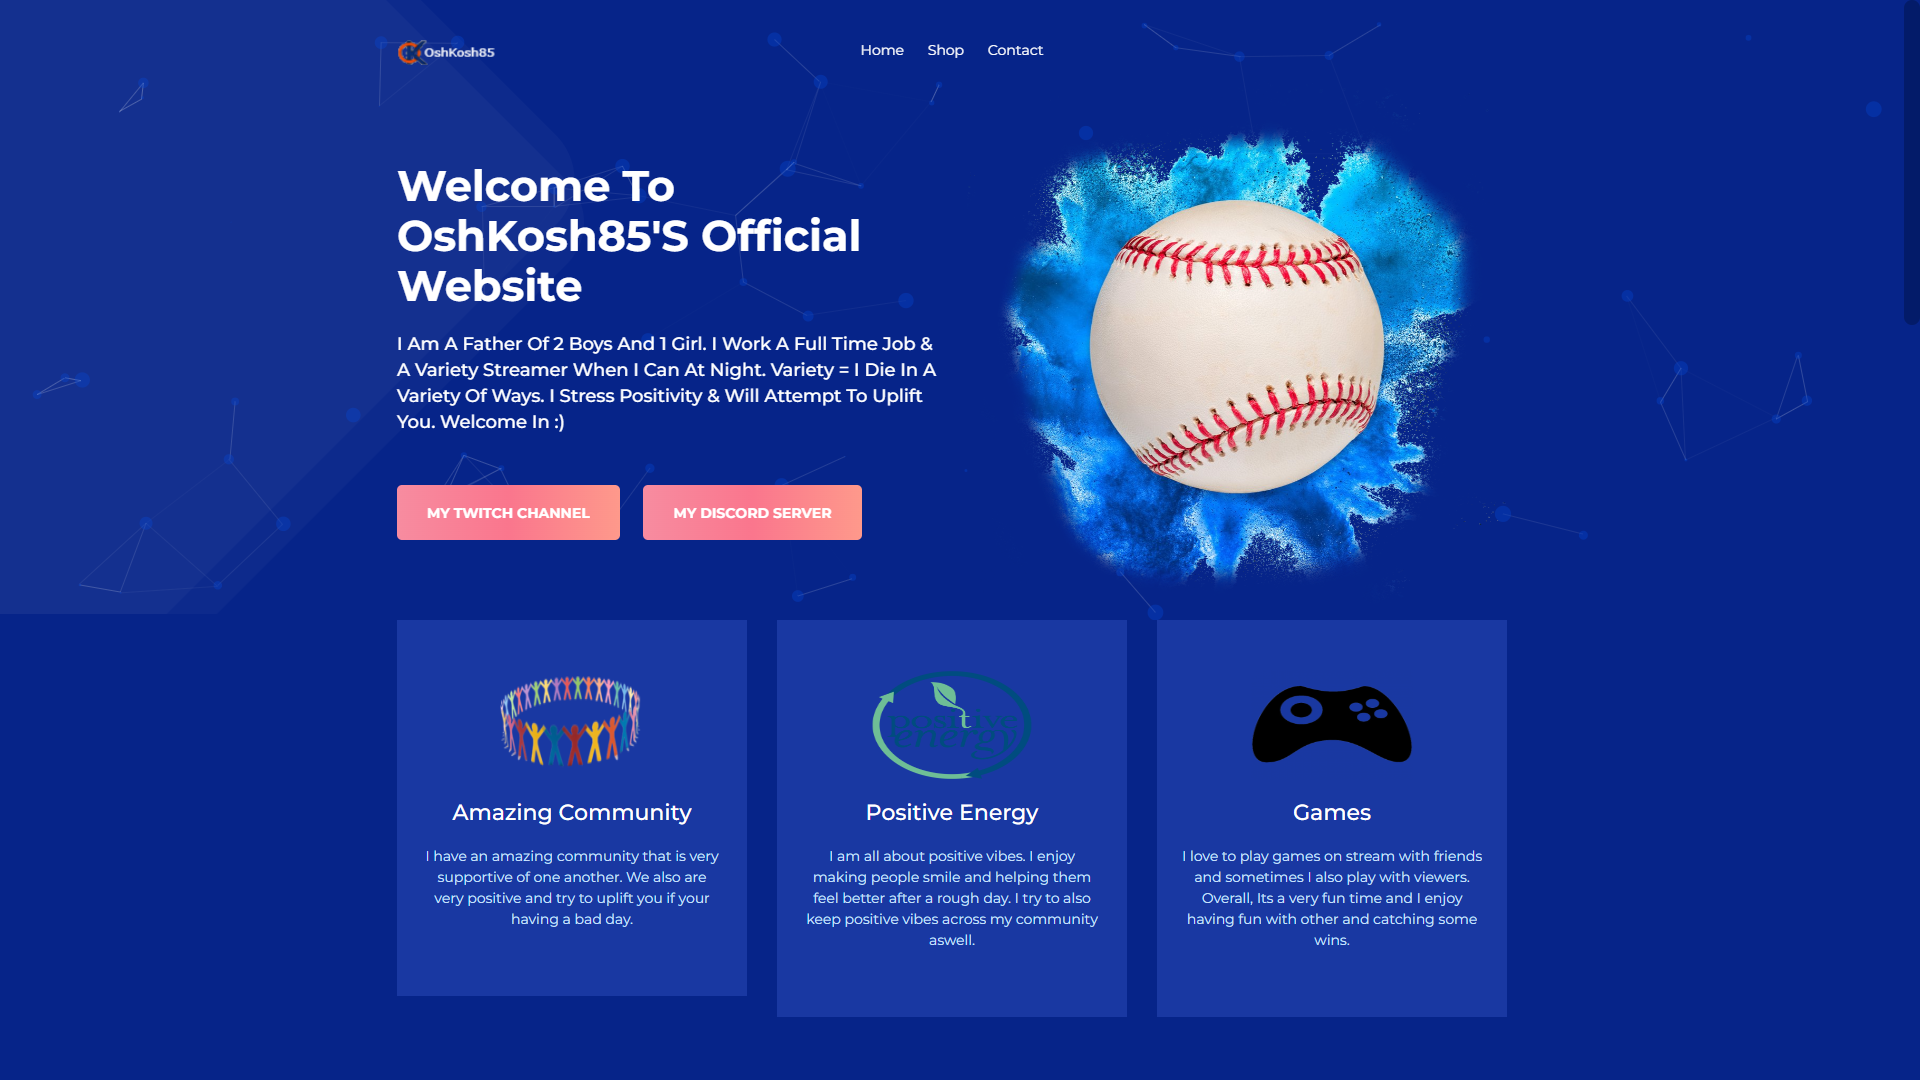 OshKosh85
Home Shop Contact
Welcome To
OshKosh85'S Official
Website
I Am A Father Of 2 Boys And 1 Girl. I Work A Full Time Job &
A Variety Streamer When I Can At Night. Variety = I Die In A
Variety Of Ways. I Stress Positivity & Will Attempt To Uplift
You. Welcome In :)
MY TWITCH CHANNEL
MY DISCORD SERVER
positive
energy
Amazing Community
I have an amazing community that is very
supportive of one another. We also are
very positive and try to uplift you if your
having a bad day.
Positive Energy
I am all about positive vibes. I enjoy
making people smile and helping them
feel better after a rough day. I try to also
keep positive vibes across my community
aswell.
Games
I love to play games on stream with friends
and sometimes I also play with viewers.
Overall, Its a very fun time and I enjoy
having fun with other and catching some
wins.